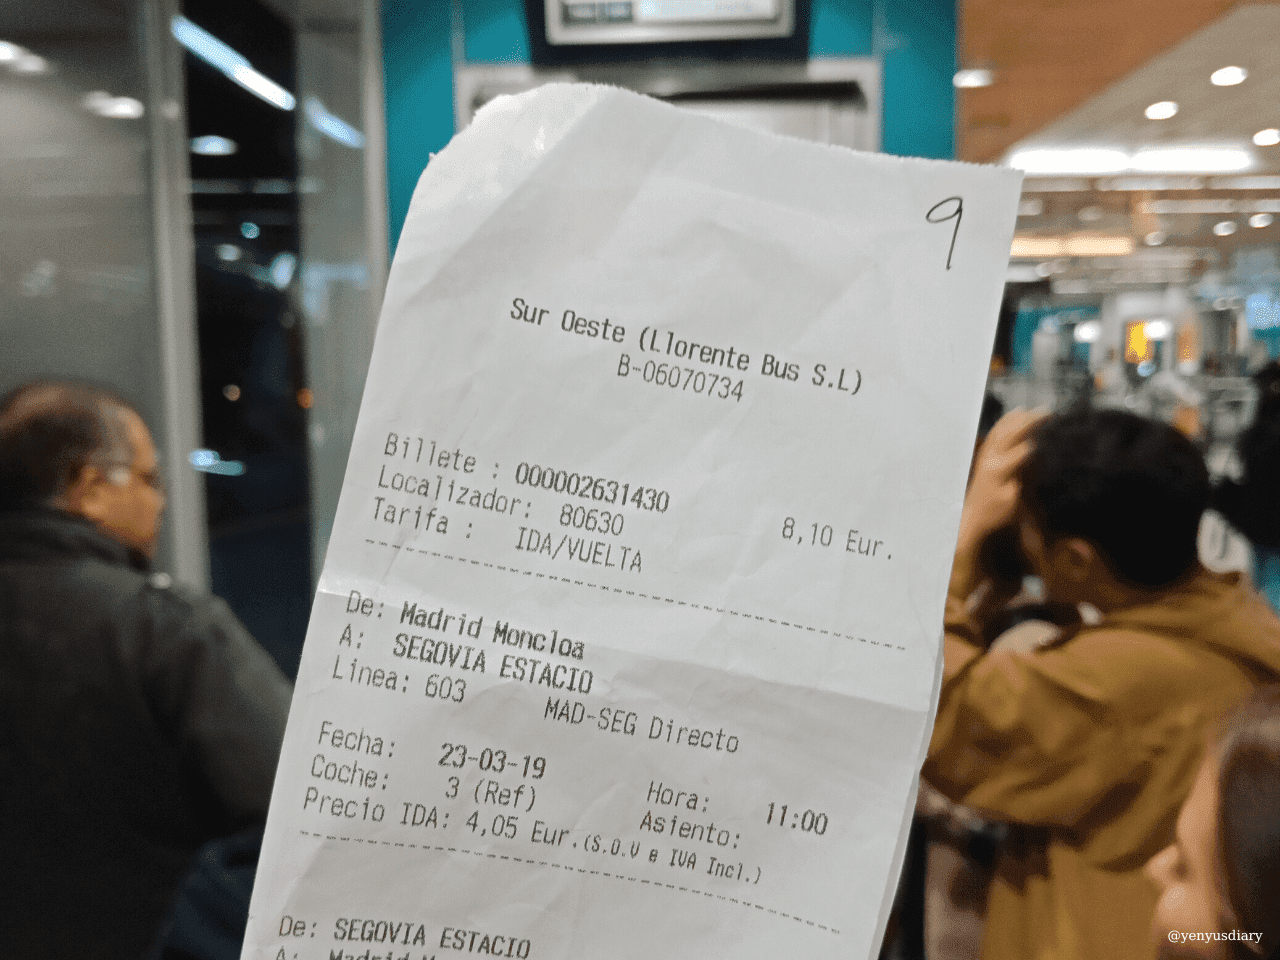 9
Sur Oeste (Llorente Bus S.L)
B-06070734
Billete : 000002631430
Localizador: 80630 8,10 Eur.
Tarifa : IDA/VUELTA
De: Madrid Moncloa
A: SEGOVIA ESTACIO
Linea: 603 MAD-SEG Directo
Fecha: 23-03-19 Hora: 11:00
Coche: 3 (Ref) Asiento:
Precio IDA: 4,05 Eur.(S.O.V e IVA Incl.)
De: SEGOVIA ESTACIO
A: Madrid
@yenyusdiary